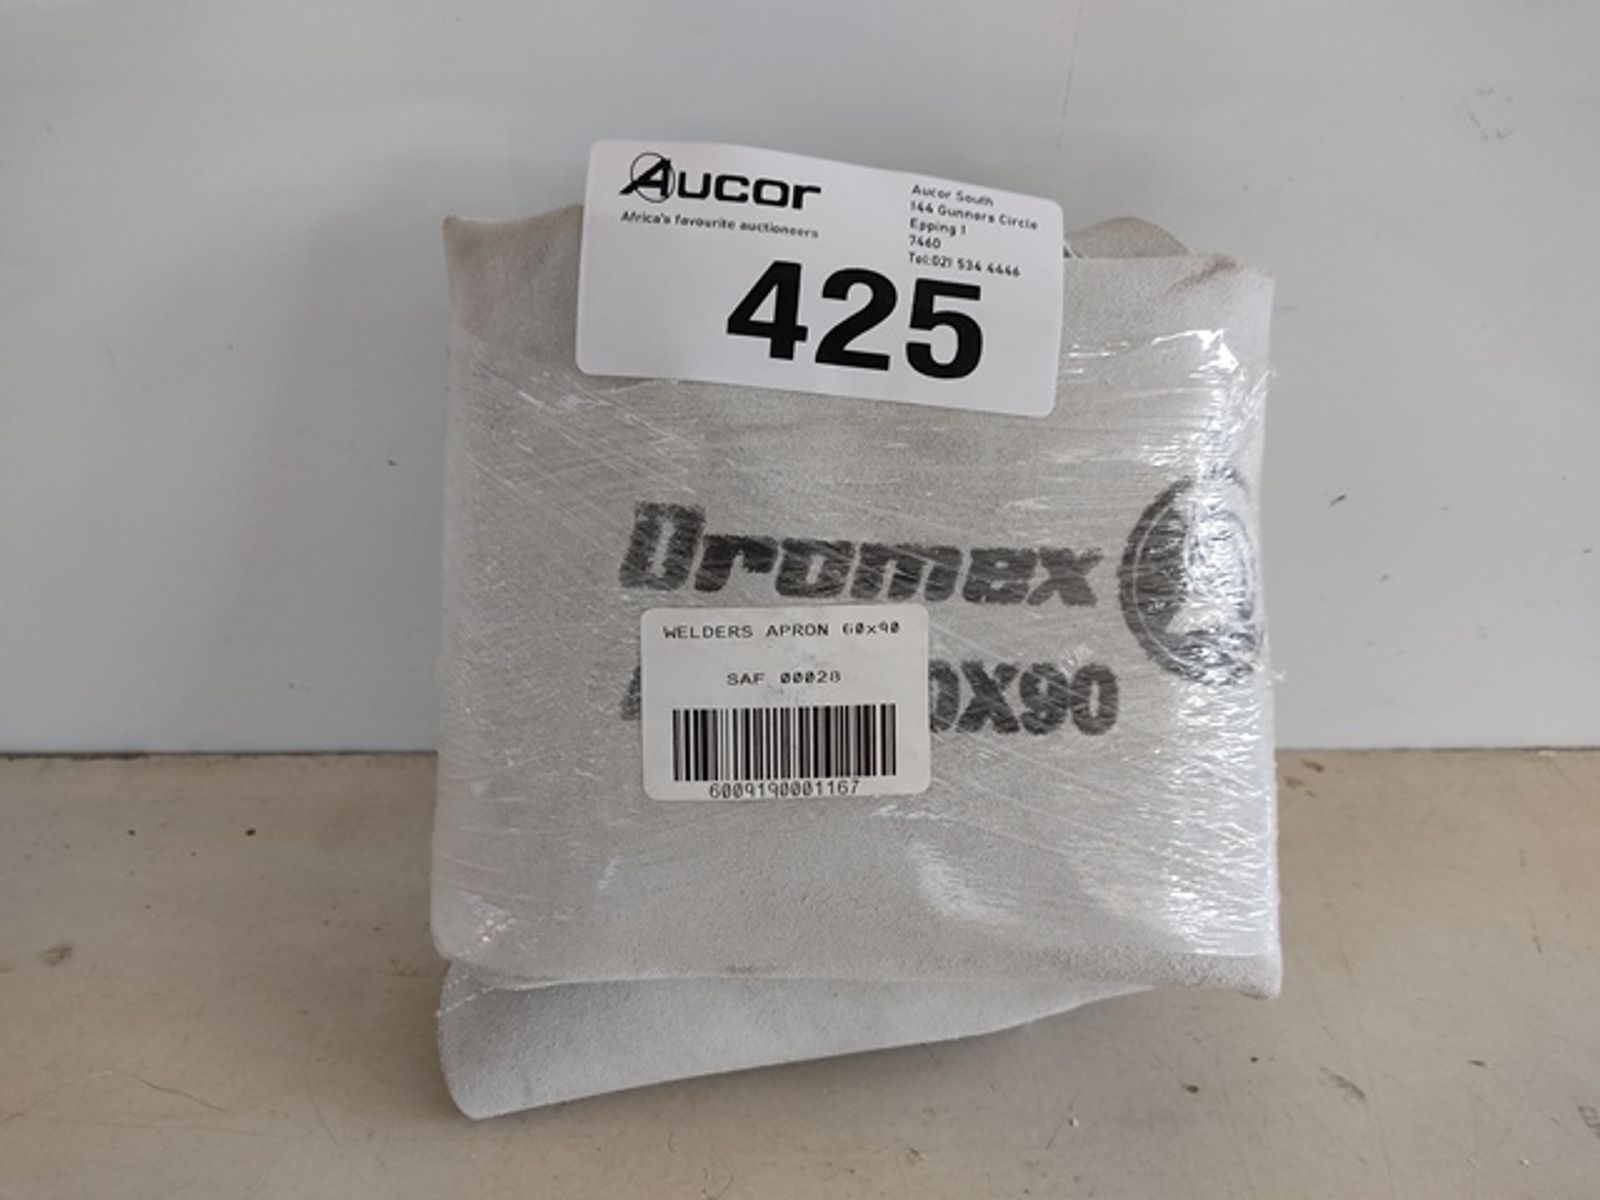 Aucor
Africa's favourite auctioneers
Aucor South
144 Gunners Circle
Epping 1
7460
Tel:021 534 4446
425
Dromex
0X90
WELDERS APRON 60x90
SAF 00028
6009190001167